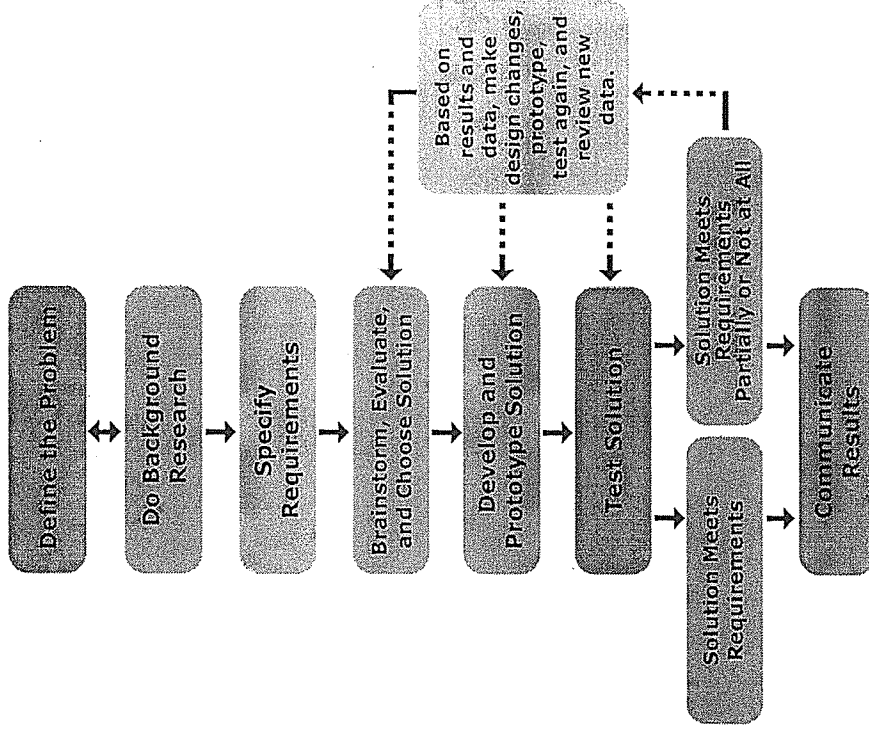 Define the Problem
Do Background
Research
Specify
Requirements
Brainstorm, Evaluate,
and Choose Solution
Develop and
Prototype Solution
Test Solution
Based on
results and
data, make
design changes,
prototype,
test again, and
review new
data.
Solution Meets
Requirements
Solution Meets
Requirements
Partially or Not at All
Communicate
Results